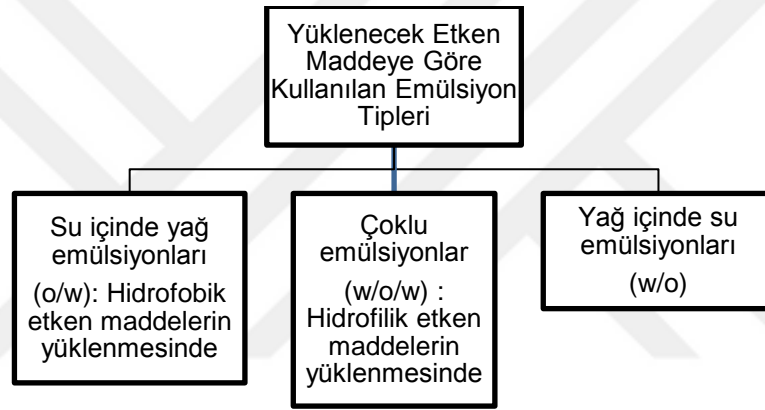 Yüklenecek Etken
Maddeye Göre
Kullanılan Emülsiyon
Tipleri
Su içinde yağ
emülsiyonları
(o/w): Hidrofobik
etken maddelerin
yüklenmesinde
Çoklu
emülsiyonlar
(w/o/w) :
Hidrofilik etken
maddelerin
yüklenmesinde
Yağ içinde su
emülsiyonları
(w/o)